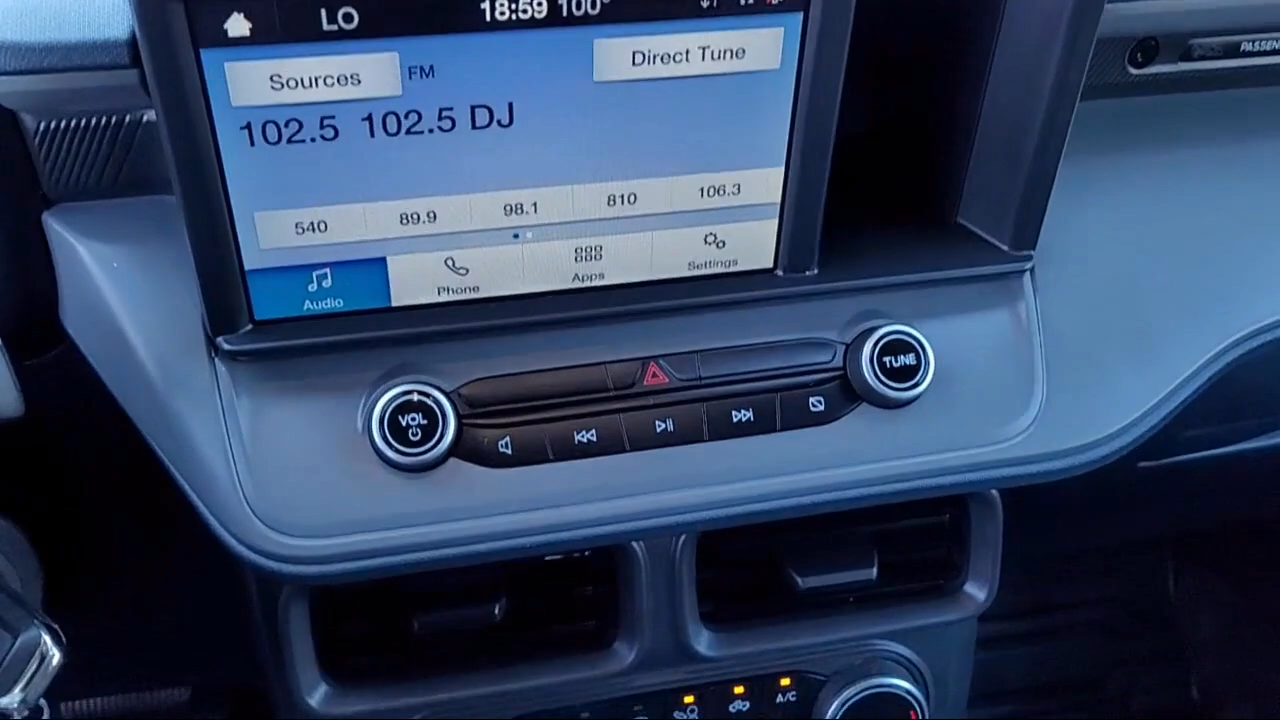 LO
18:59 100°
Sources
FM
Direct Tune
102.5 102.5 DJ
540
89.9
98.1
810
106.3
Audio
Phone
Apps
Settings
VOL
TUNE
A/C